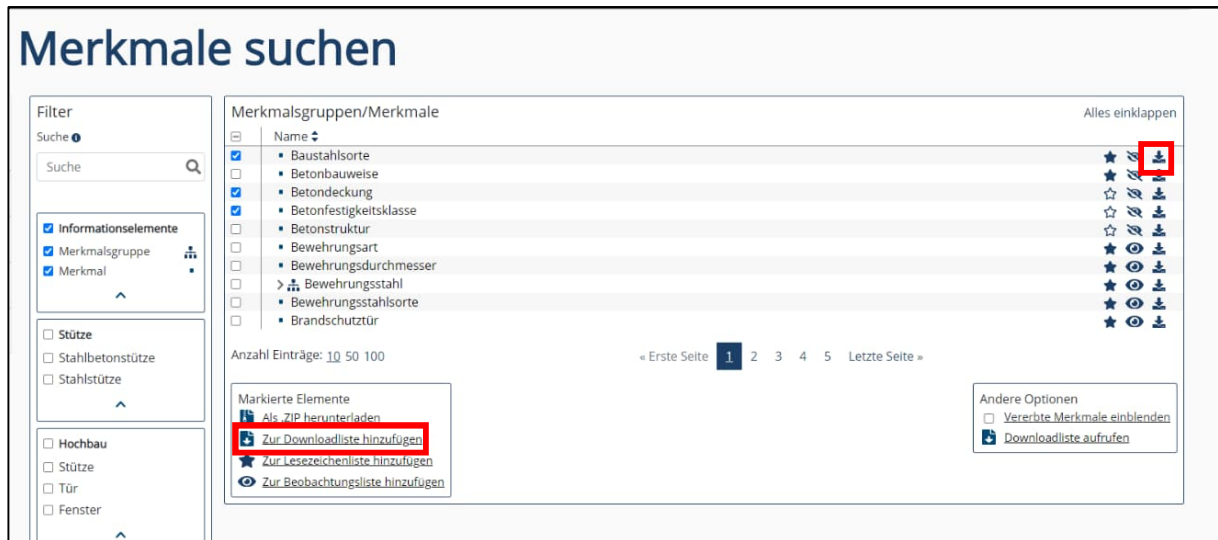 Merkmale suchen
Filter
Suche
Suche
Informationselemente
Merkmalsgruppe
Merkmal
Stütze
Stahlbetonstütze
Stahlstütze
Hochbau
Stütze
Tür
Fenster
Merkmalsgruppen/Merkmale
Alles einklappen
Name
Baustahlsorte
Betonbauweise
Betondeckung
Betonfestigkeitsklasse
Betonstruktur
Bewehrungsart
Bewehrungsdurchmesser
Bewehrungsstahl
Bewehrungsstahlsorte
Brandschutztür
Anzahl Einträge: 10 50 100
« Erste Seite 1 2 3 4 5 Letzte Seite »
Markierte Elemente
Als .ZIP herunterladen
Zur Downloadliste hinzufügen
Zur Lesezeichenliste hinzufügen
Zur Beobachtungsliste hinzufügen
Andere Optionen
Vererbte Merkmale einblenden
Downloadliste aufrufen